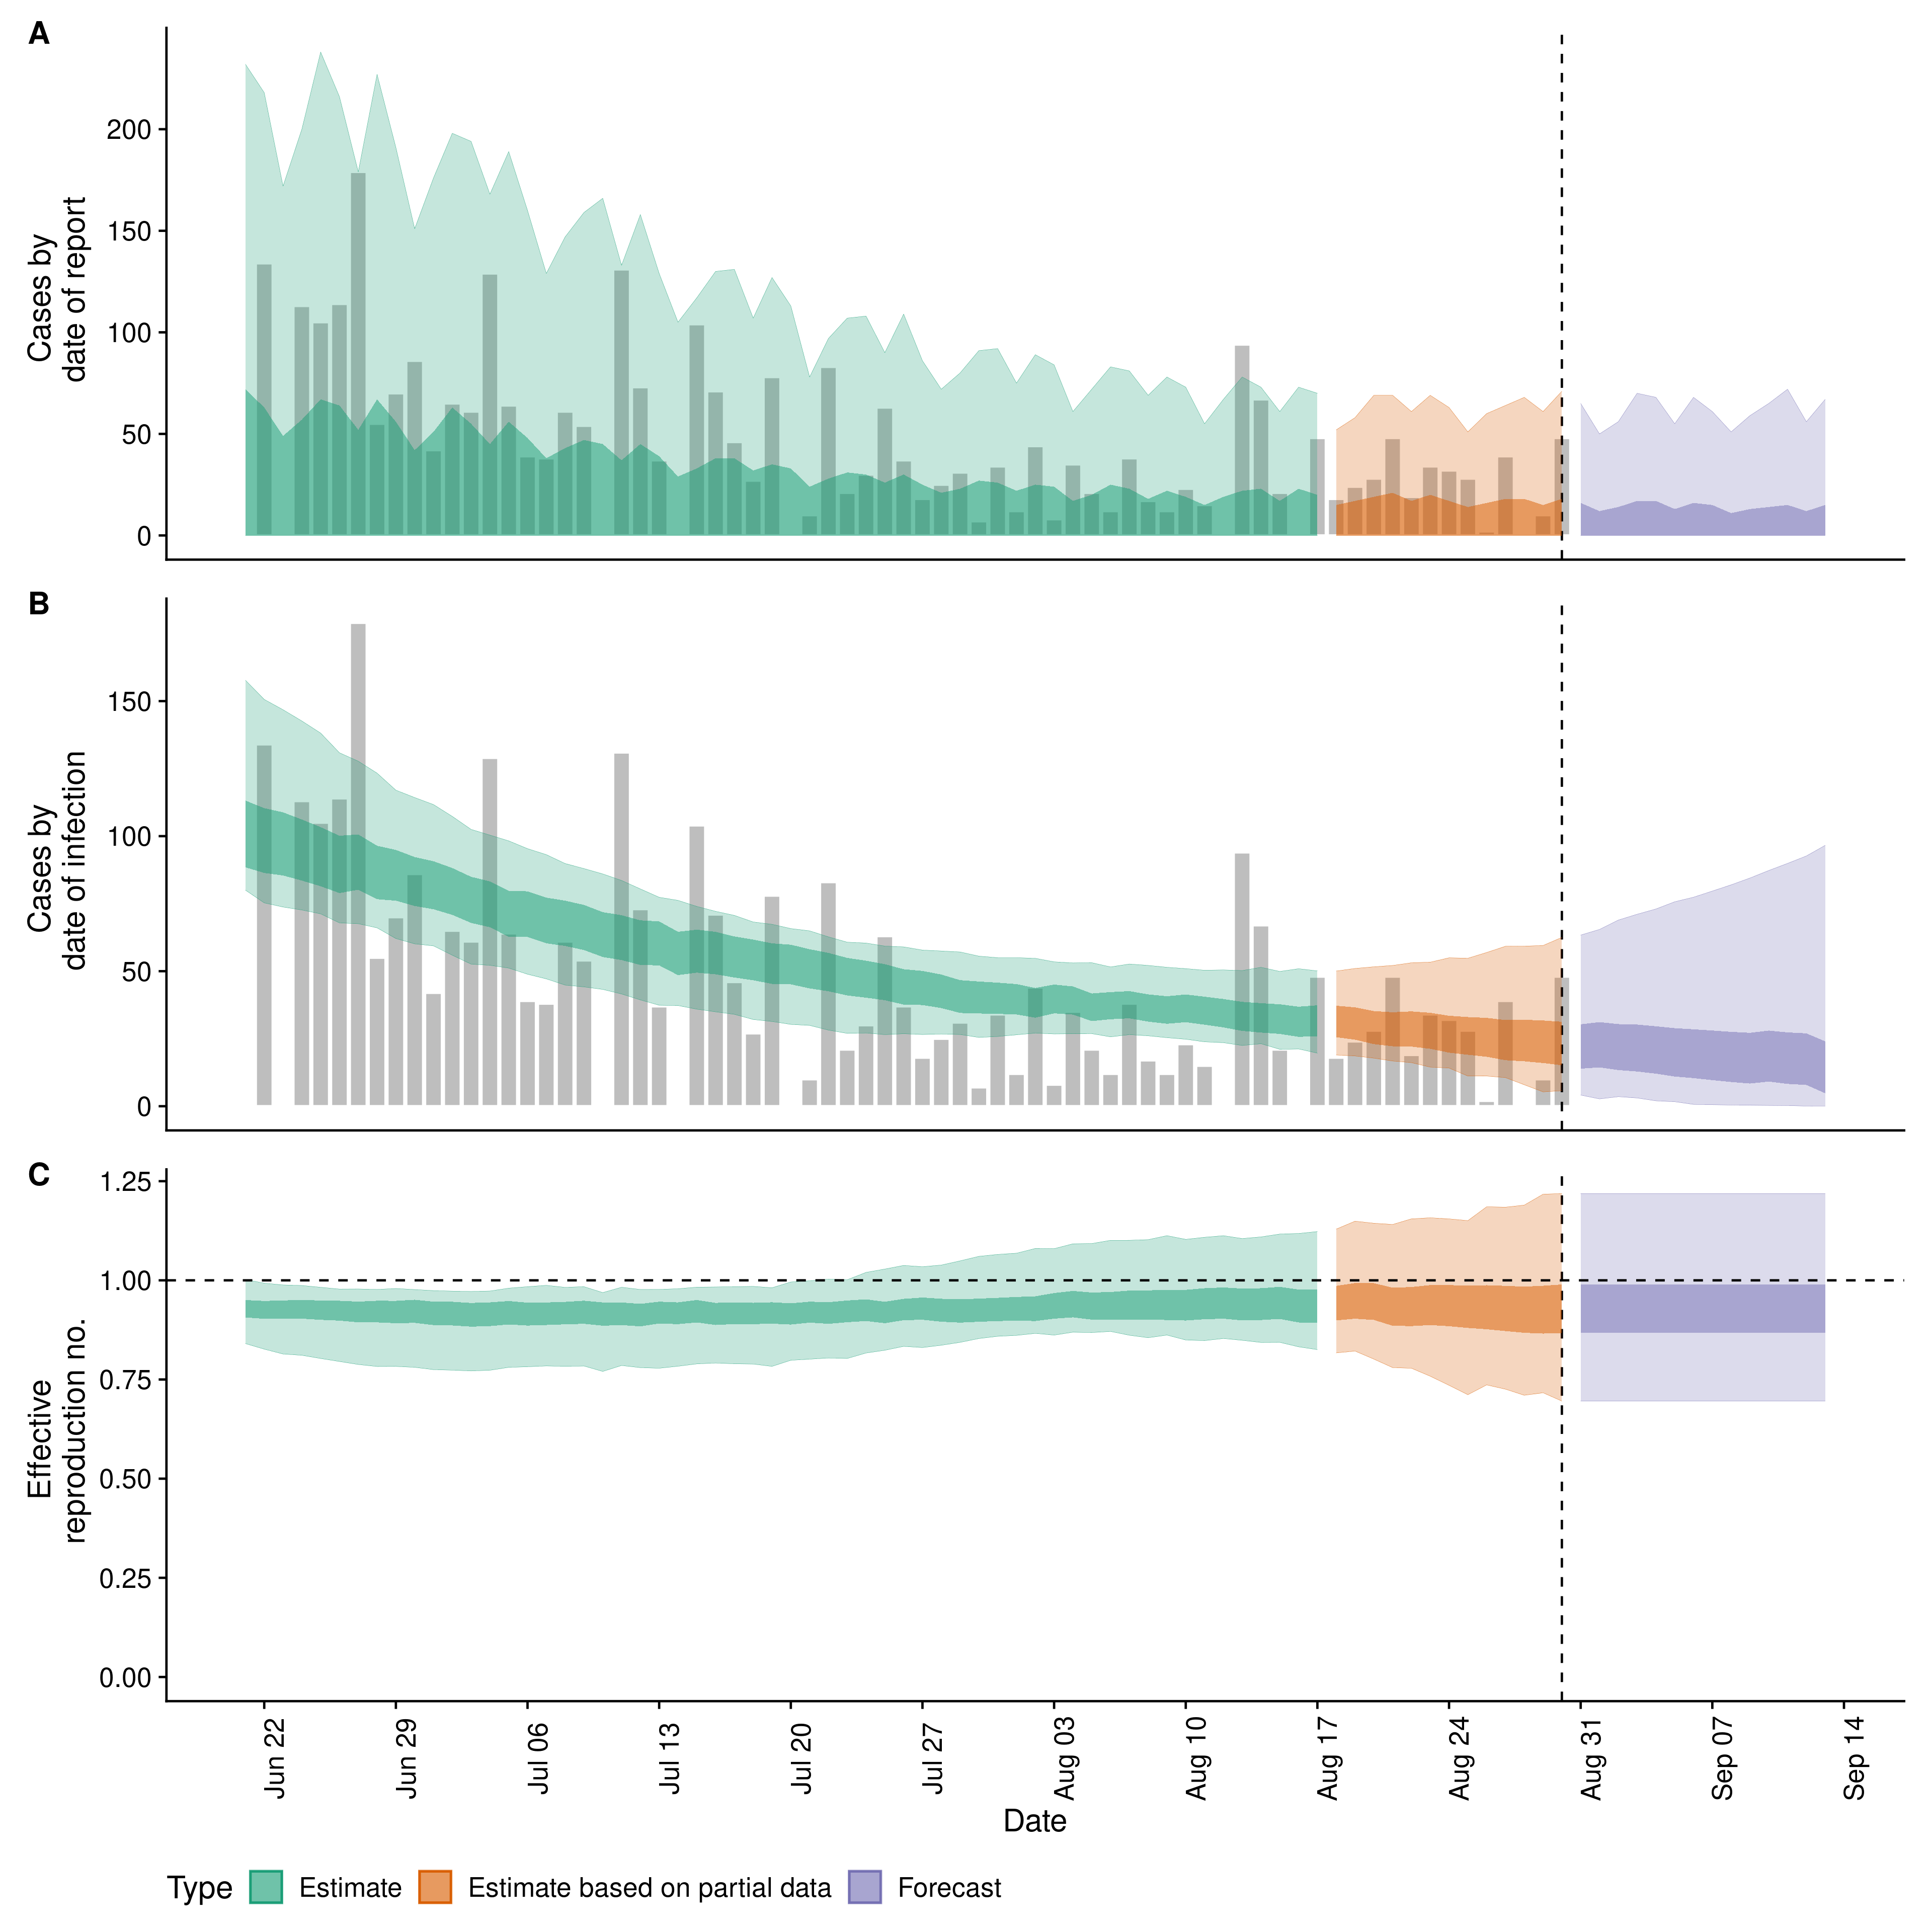 A
Cases by
date of report
200
150
100
50
0
B
Cases by
date of infection
150
100
50
0
C
Effective
reproduction no.
1.25
1.00
0.75
0.50
0.25
0.00
Jun 22
Jun 29
Jul 06
Jul 13
Jul 20
Jul 27
Aug 03
Aug 10
Aug 17
Aug 24
Aug 31
Sep 07
Sep 14
Date
Type Estimate Estimate based on partial data Forecast